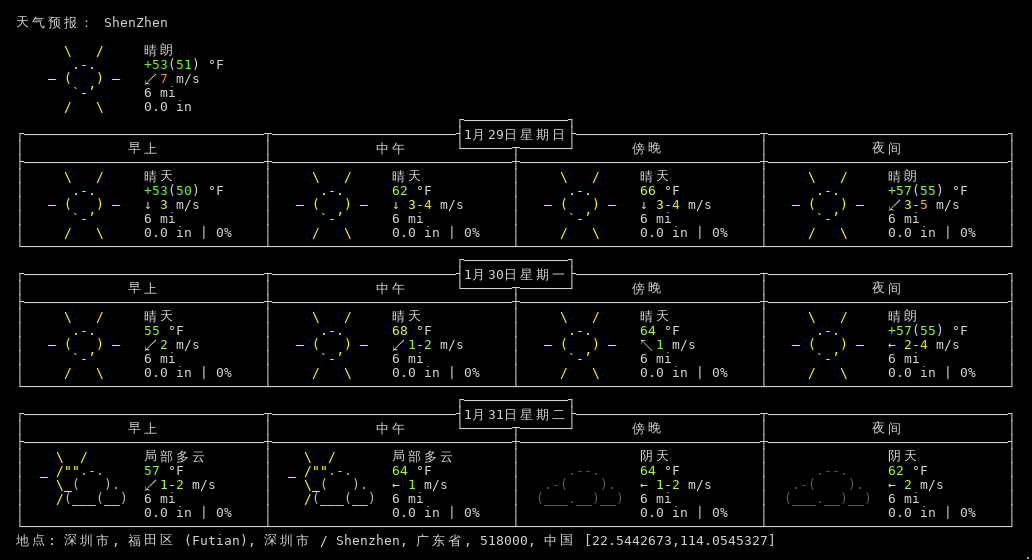 天气预报： ShenZhen
晴朗
+53(51) °F
↙ 7 m/s
6 mi
0.0 in
1月29日星期日
早上 中午 傍晚 夜间
晴天 晴天 晴天 晴朗
+53(50) °F 62 °F 66 °F +57(55) °F
↓ 3 m/s ↓ 3-4 m/s ↓ 3-4 m/s ↙ 3-5 m/s
6 mi 6 mi 6 mi 6 mi
0.0 in | 0% 0.0 in | 0% 0.0 in | 0% 0.0 in | 0%
1月30日星期一
早上 中午 傍晚 夜间
晴天 晴天 晴天 晴朗
55 °F 68 °F 64 °F +57(55) °F
↙ 2 m/s ↙ 1-2 m/s ↖ 1 m/s ← 2-4 m/s
6 mi 6 mi 6 mi 6 mi
0.0 in | 0% 0.0 in | 0% 0.0 in | 0% 0.0 in | 0%
1月31日星期二
早上 中午 傍晚 夜间
局部多云 局部多云 阴天 阴天
57 °F 64 °F 64 °F 62 °F
↙ 1-2 m/s ← 1 m/s ← 1-2 m/s ← 2 m/s
6 mi 6 mi 6 mi 6 mi
0.0 in | 0% 0.0 in | 0% 0.0 in | 0% 0.0 in | 0%
地点: 深圳市, 福田区 (Futian), 深圳市 / Shenzhen, 广东省, 518000, 中国 [22.5442673,114.0545327]